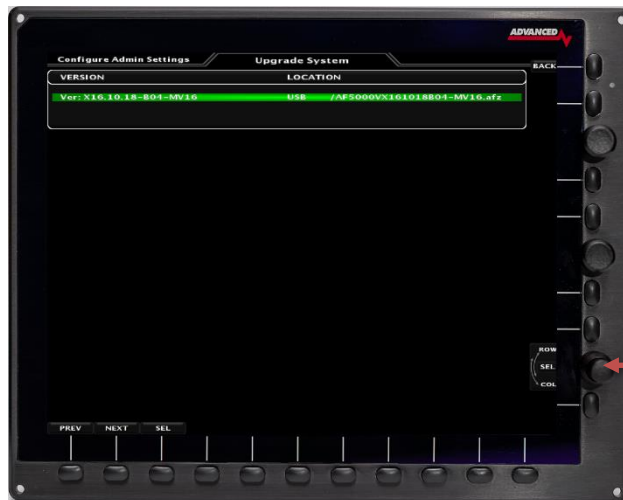 ADVANCED
Configure Admin Settings Upgrade System
BACK
VERSION LOCATION
Ver: X16.10.18-B04-MV16 USB /AF5000VX161018B04-MV16.afz
ROW
SEL
COL
PREV NEXT SEL